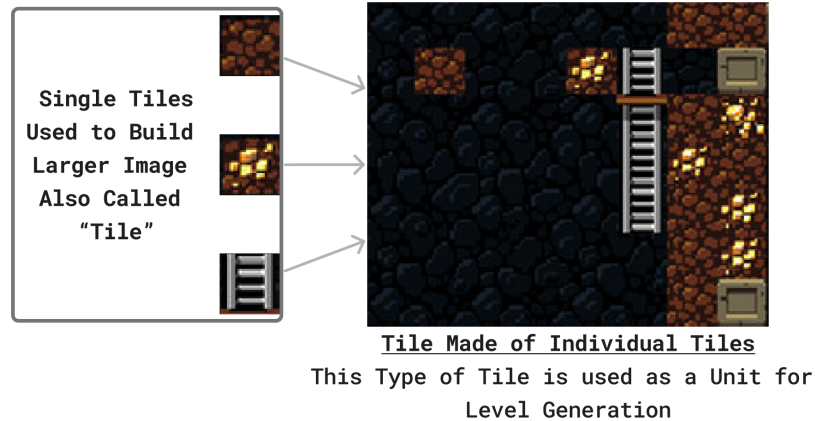 Single Tiles
Used to Build
Larger Image
Also Called
“Tile”
Tile Made of Individual Tiles
This Type of Tile is used as a Unit for
Level Generation